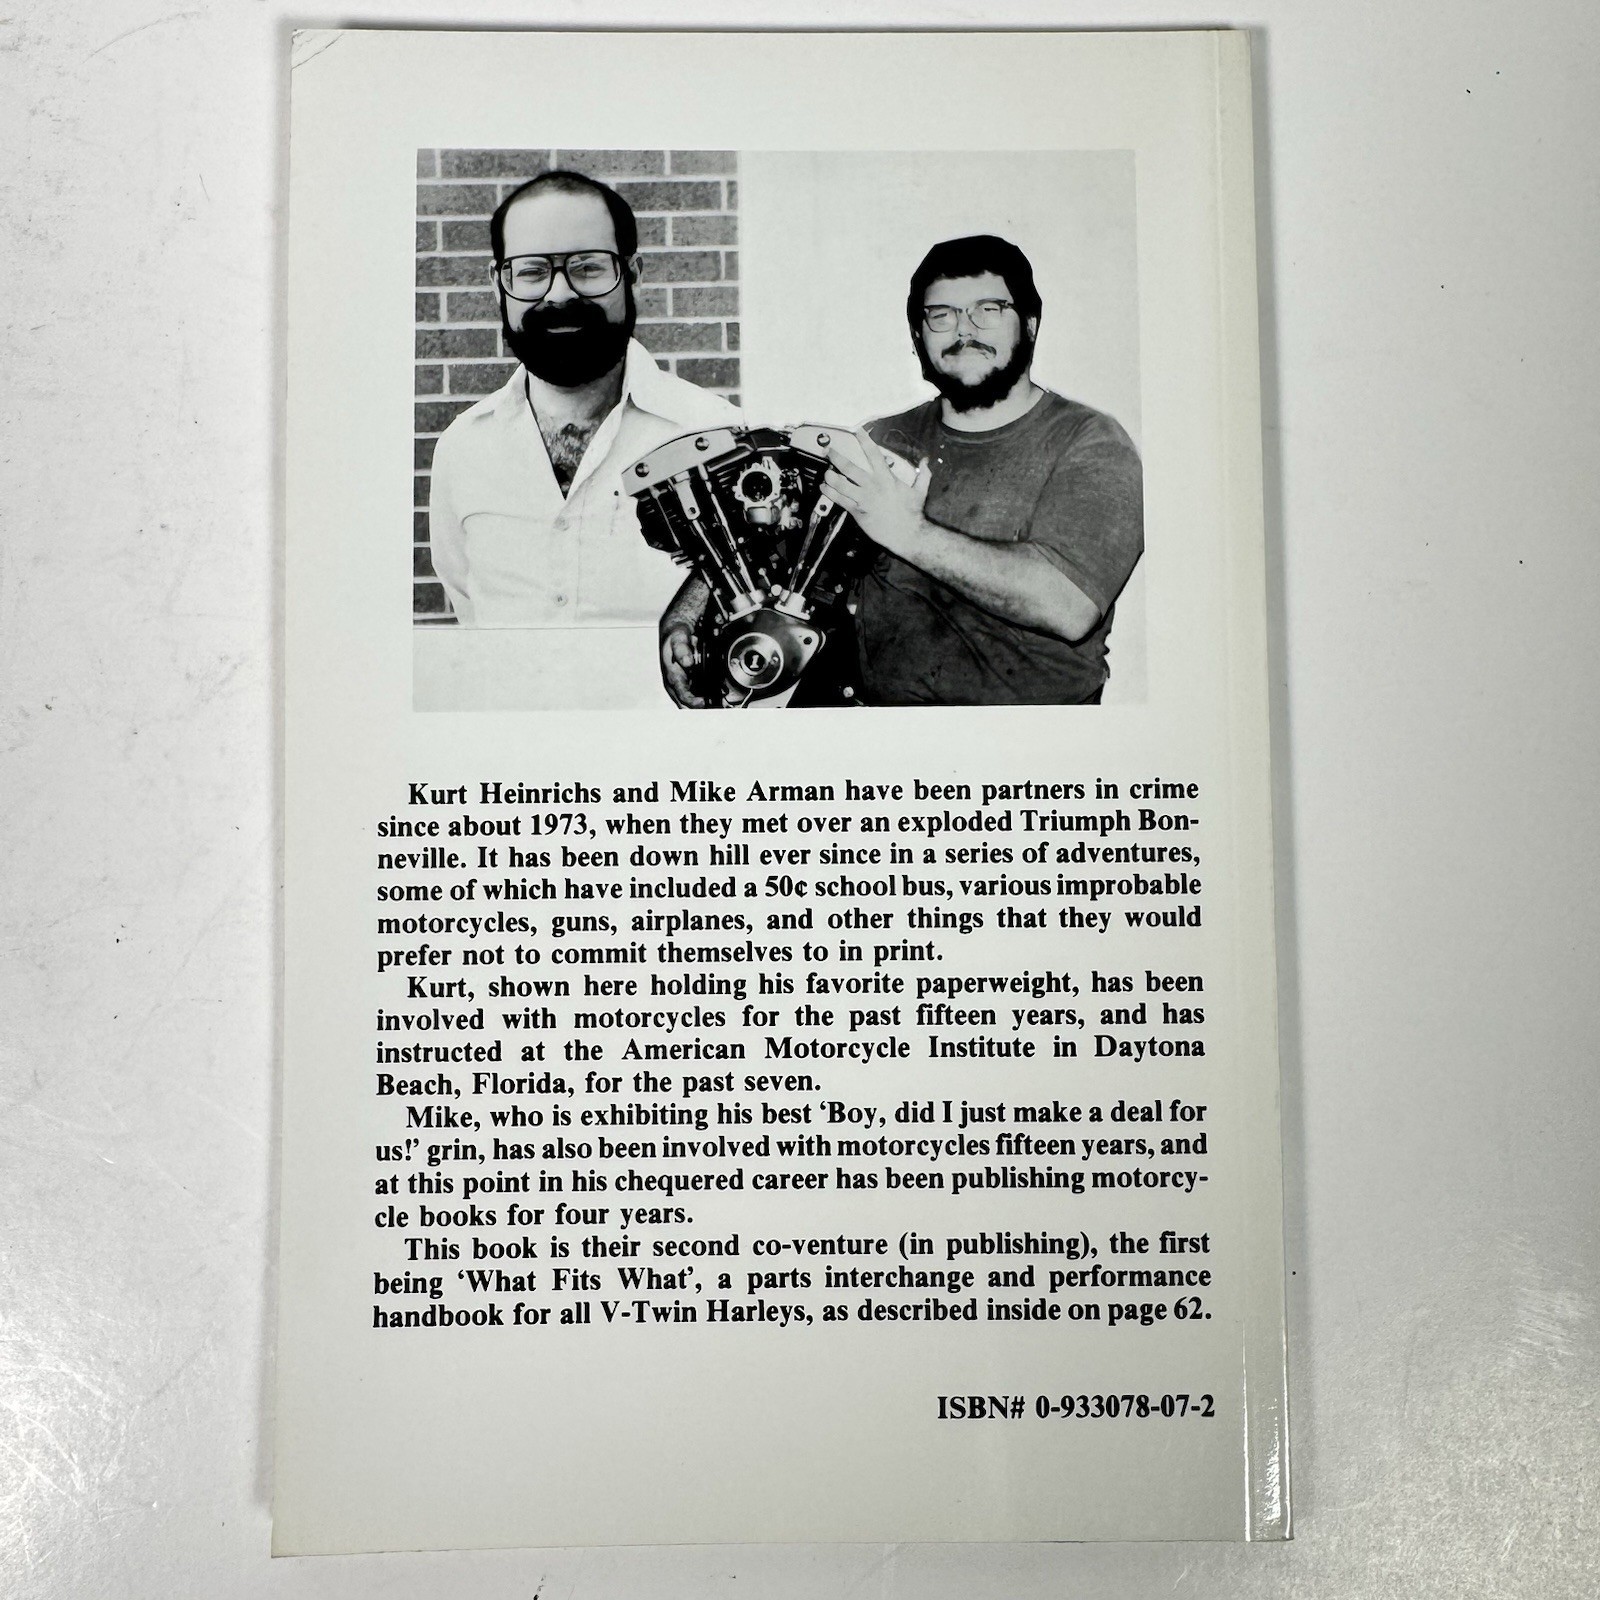 1
Kurt Heinrichs and Mike Arman have been partners in crime
since about 1973, when they met over an exploded Triumph Bon-
neville. It has been down hill ever since in a series of adventures,
some of which have included a 50¢ school bus, various improbable
motorcycles, guns, airplanes, and other things that they would
prefer not to commit themselves to in print.
Kurt, shown here holding his favorite paperweight, has been
involved with motorcycles for the past fifteen years, and has
instructed at the American Motorcycle Institute in Daytona
Beach, Florida, for the past seven.
Mike, who is exhibiting his best ‘Boy, did I just make a deal for
us!’ grin, has also been involved with motorcycles fifteen years, and
at this point in his chequered career has been publishing motorcy-
cle books for four years.
This book is their second co-venture (in publishing), the first
being ‘What Fits What’, a parts interchange and performance
handbook for all V-Twin Harleys, as described inside on page 62.
ISBN# 0-933078-07-2